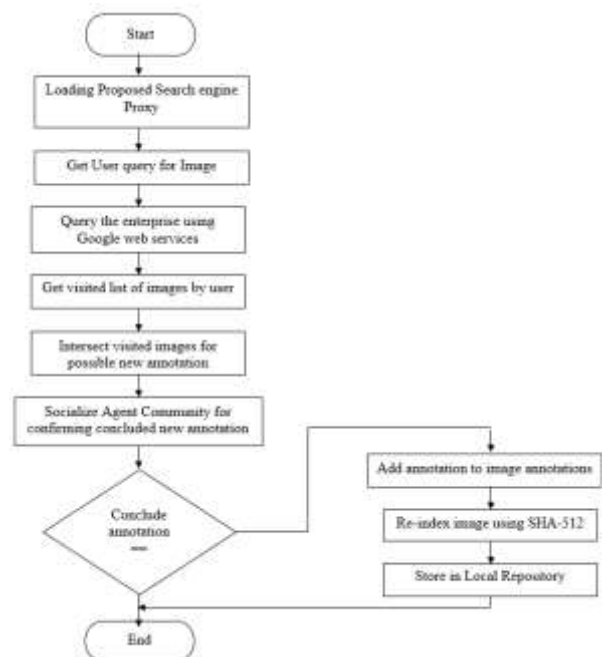 Start
Loading Proposed Search engine
Proxy
Get User query for Image
Query the enterprise using
Google web services
Get visited list of images by user
Intersect visited images for
possible new annotation
Socialize Agent Community for
confirming concluded new annotation
Conclude
annotation
Add annotation to image annotations
Re-index image using SHA-512
Store in Local Repository
End